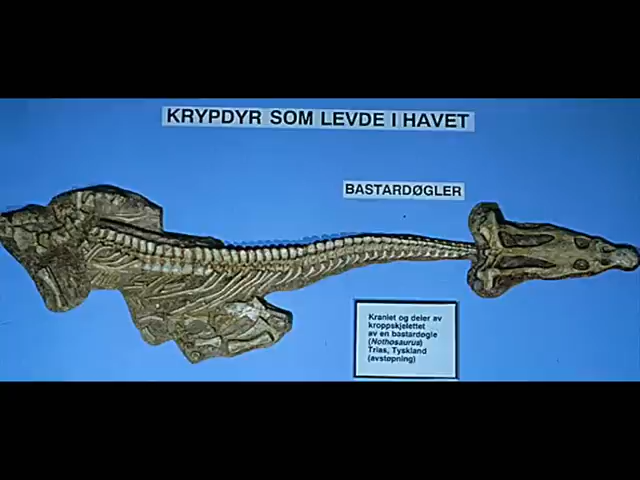 KRYPDYR SOM LEVDE I HAVET
BASTARDØGLER
Kraniet og deler av
kroppskjelettet
av en bastardøgle
(Nothosaurus)
Trias, Tyskland
(avstøpning)